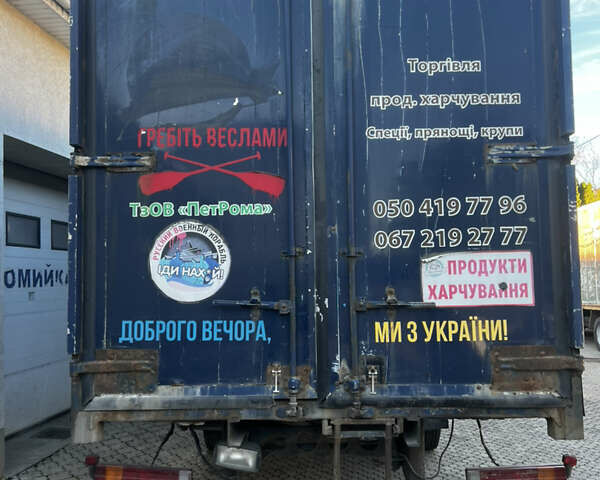 Торгівля
прод. харчування
Спеції, прянощі, крупи
ГРЕБІТЬ ВЕСЛАМИ
ТзОВ «ПетРома»
050 419 77 96
067 219 27 77
РУССКИЙ ВОЕННЫЙ КОРАБЛЬ
ІДИ НАХ Й!
ПРОДУКТИ
ХАРЧУВАННЯ
ОМИЙКА
ДОБРОГО ВЕЧОРА,
МИ З УКРАЇНИ!